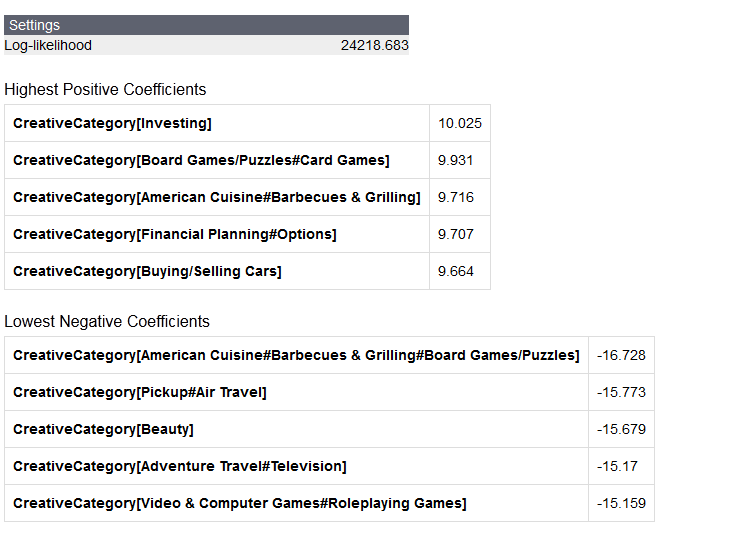 Settings
Log-likelihood 24218.683
Highest Positive Coefficients
CreativeCategory[Investing] 10.025
CreativeCategory[Board Games/Puzzles#Card Games] 9.931
CreativeCategory[American Cuisine#Barbecues & Grilling] 9.716
CreativeCategory[Financial Planning#Options] 9.707
CreativeCategory[Buying/Selling Cars] 9.664
Lowest Negative Coefficients
CreativeCategory[American Cuisine#Barbecues & Grilling#Board Games/Puzzles] -16.728
CreativeCategory[Pickup#Air Travel] -15.773
CreativeCategory[Beauty] -15.679
CreativeCategory[Adventure Travel#Television] -15.17
CreativeCategory[Video & Computer Games#Roleplaying Games] -15.159